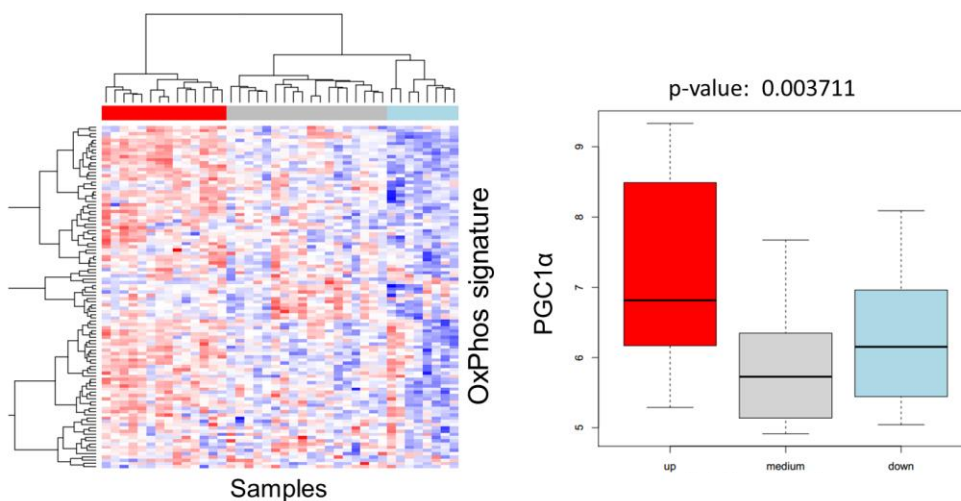 OxPhos signature
Samples
p-value: 0.003711
PGC1α
9
8
7
6
5
up
medium
down